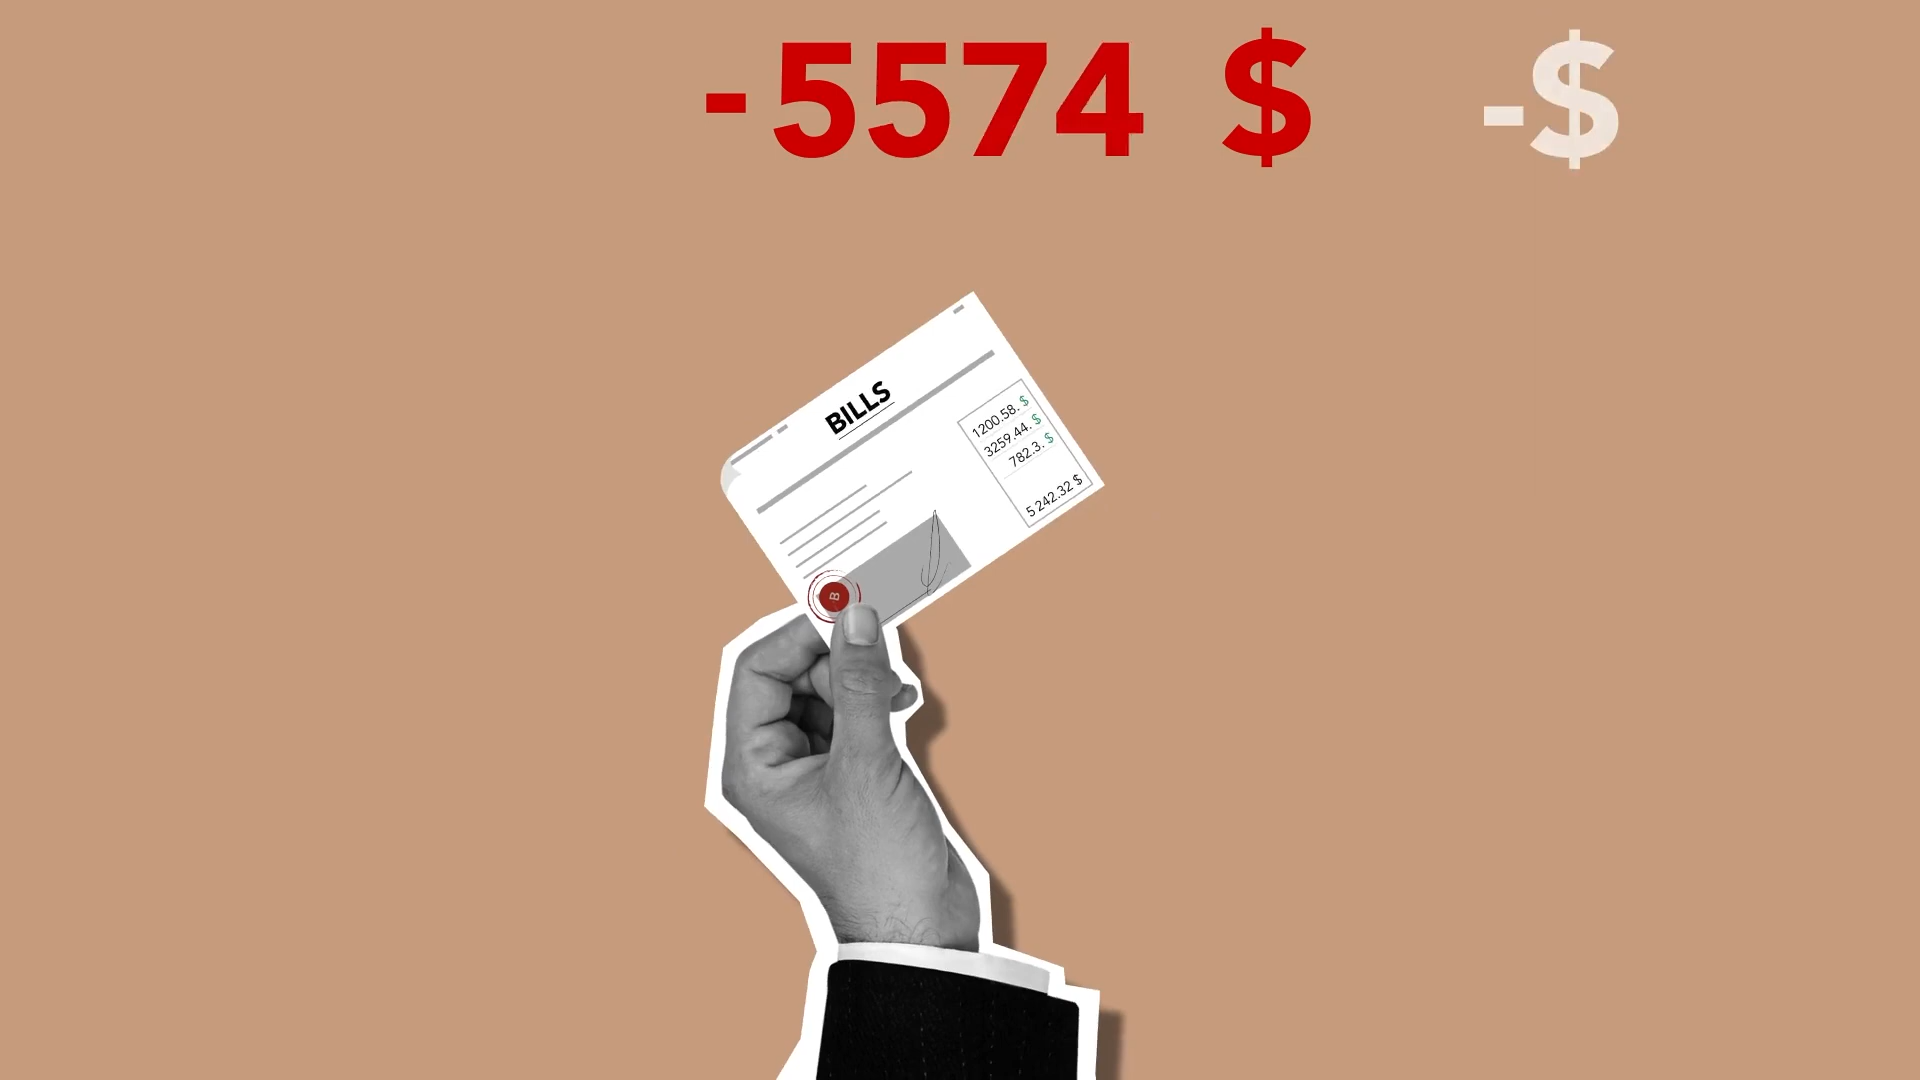 -5574 $ -$
BILLS
1200.58. $
3259.44. $
782.3. $
5 242.32 $
B